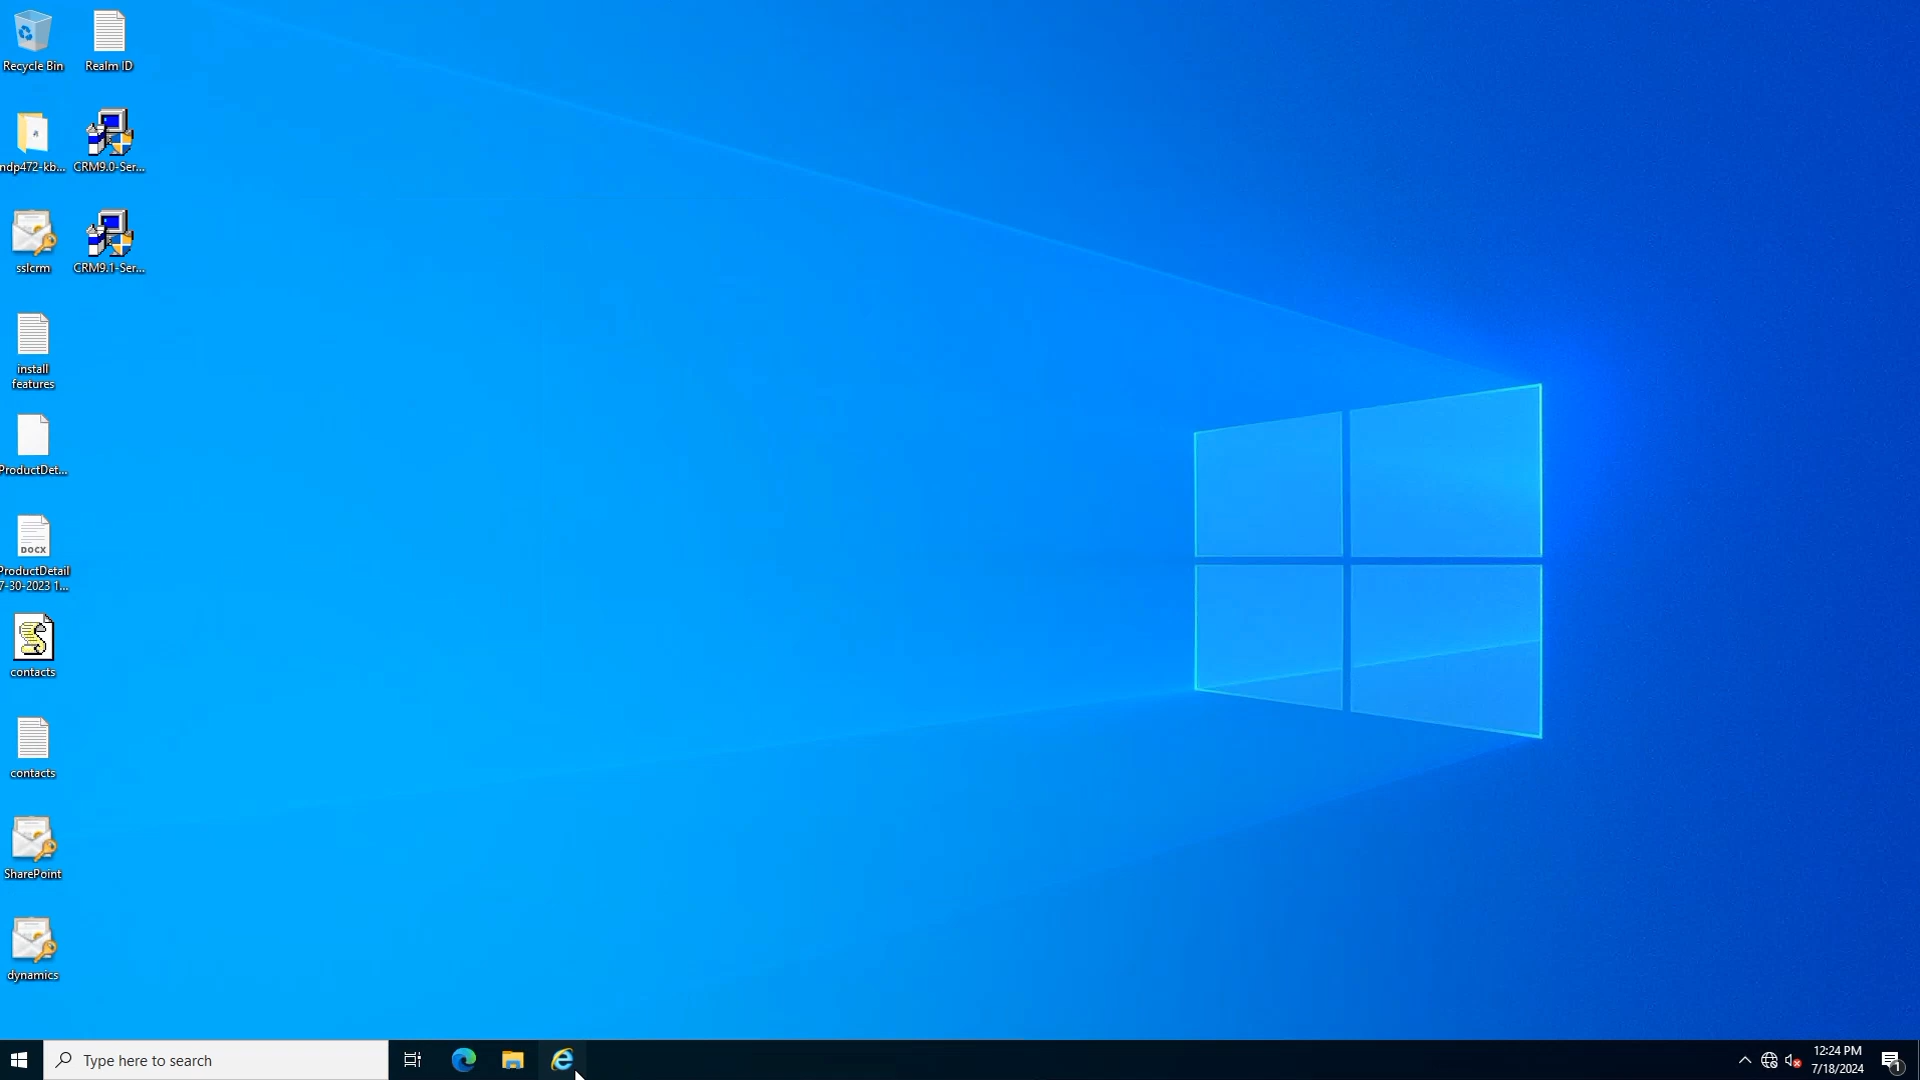 Recycle Bin
Realm ID
ndp472-kb...
CRM9.0-Ser...
sslcrm
CRM9.1-Ser...
install
features
ProductDet...
DOCX
ProductDetail
7-30-2023 1...
contacts
contacts
SharePoint
dynamics
Type here to search
12:24 PM
7/18/2024
1